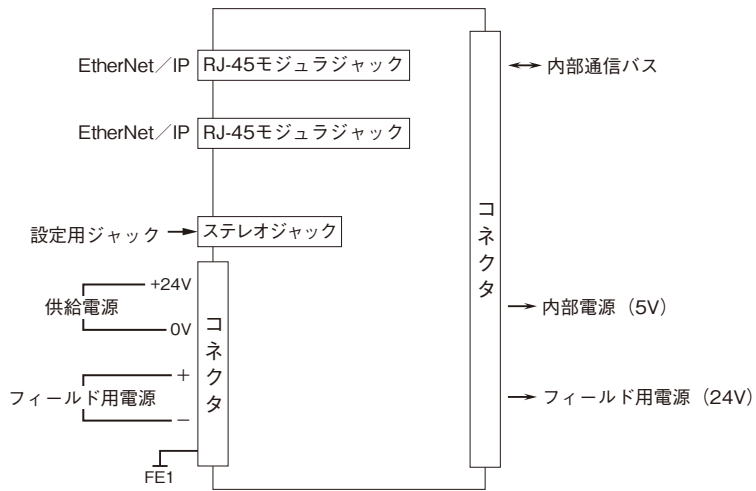 EtherNet／IP RJ-45モジュラジャック
内部通信バス
EtherNet／IP RJ-45モジュラジャック
設定用ジャック ステレオジャック
コネクタ
+24V
供給電源
0V
コネクタ
内部電源（5V）
+
フィールド用電源
−
フィールド用電源（24V）
FE1